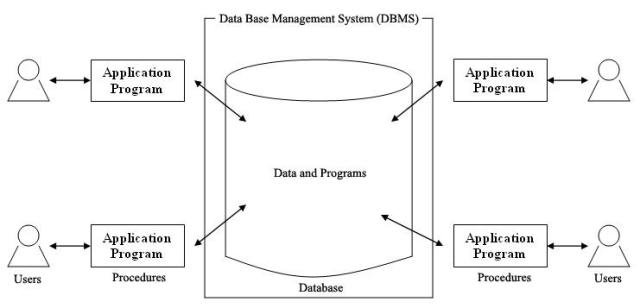 Data Base Management System (DBMS)
Application
Program
Application
Program
Data and Programs
Application
Program
Application
Program
Users
Procedures
Database
Procedures
Users